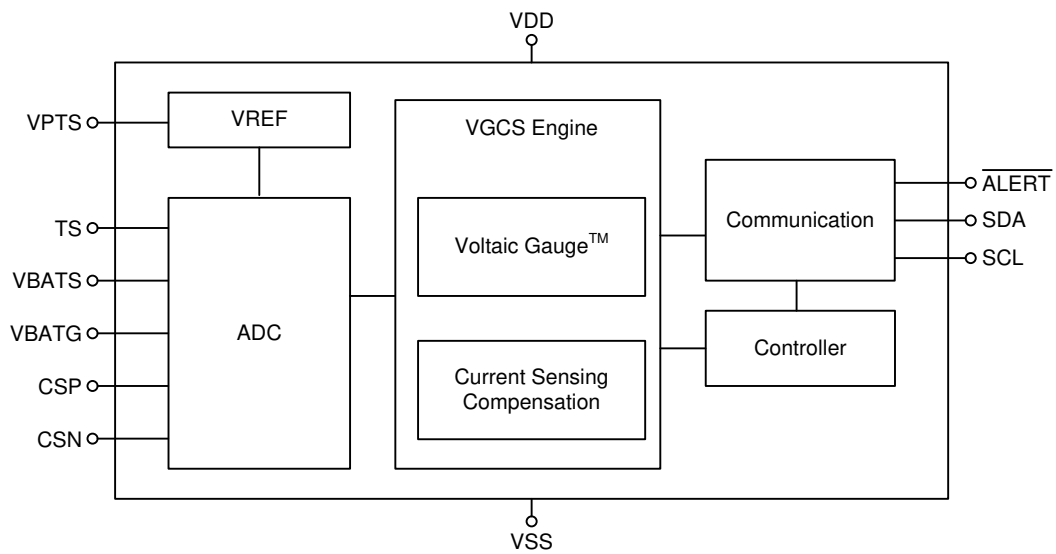 VDD
VPTS
VREF
VGCS Engine
ALERT
TS
Communication
SDA
Voltaic Gauge™
SCL
VBATS
VBATG
ADC
Controller
CSP
Current Sensing
Compensation
CSN
VSS